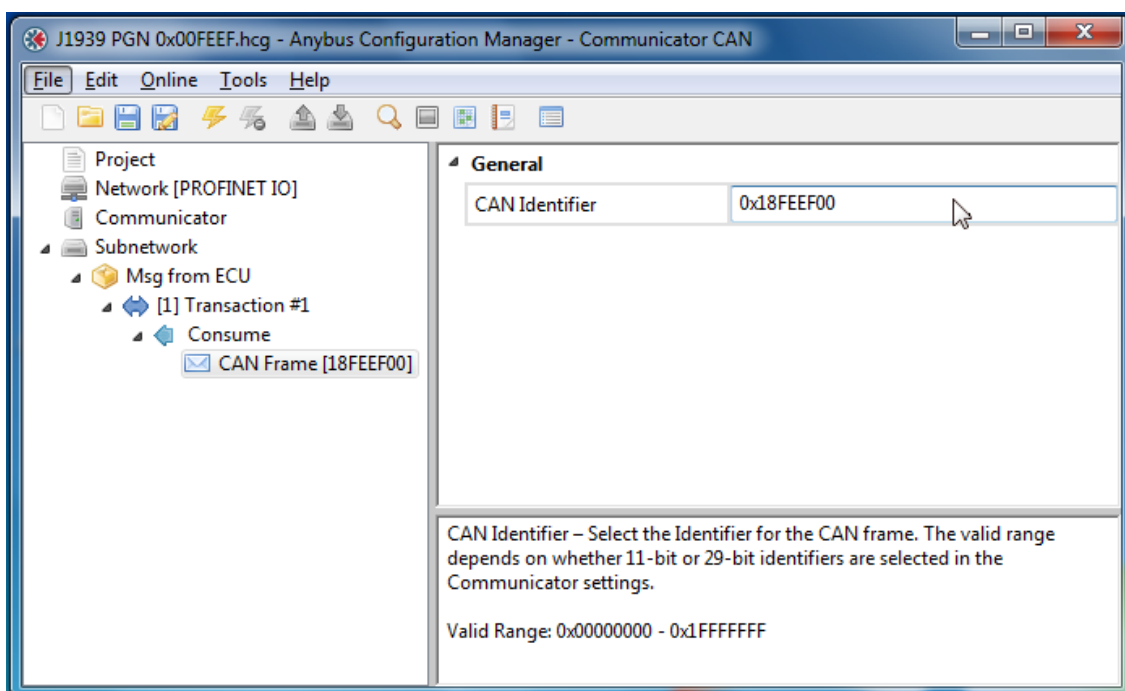 J1939 PGN 0x00FEEF.hcg - Anybus Configuration Manager - Communicator CAN
File Edit Online Tools Help
Project
Network [PROFINET IO]
Communicator
Subnetwork
Msg from ECU
[1] Transaction #1
Consume
CAN Frame [18FEEF00]
General
CAN Identifier 0x18FEEF00
CAN Identifier – Select the Identifier for the CAN frame. The valid range
depends on whether 11-bit or 29-bit identifiers are selected in the
Communicator settings.
Valid Range: 0x00000000 - 0x1FFFFFFF